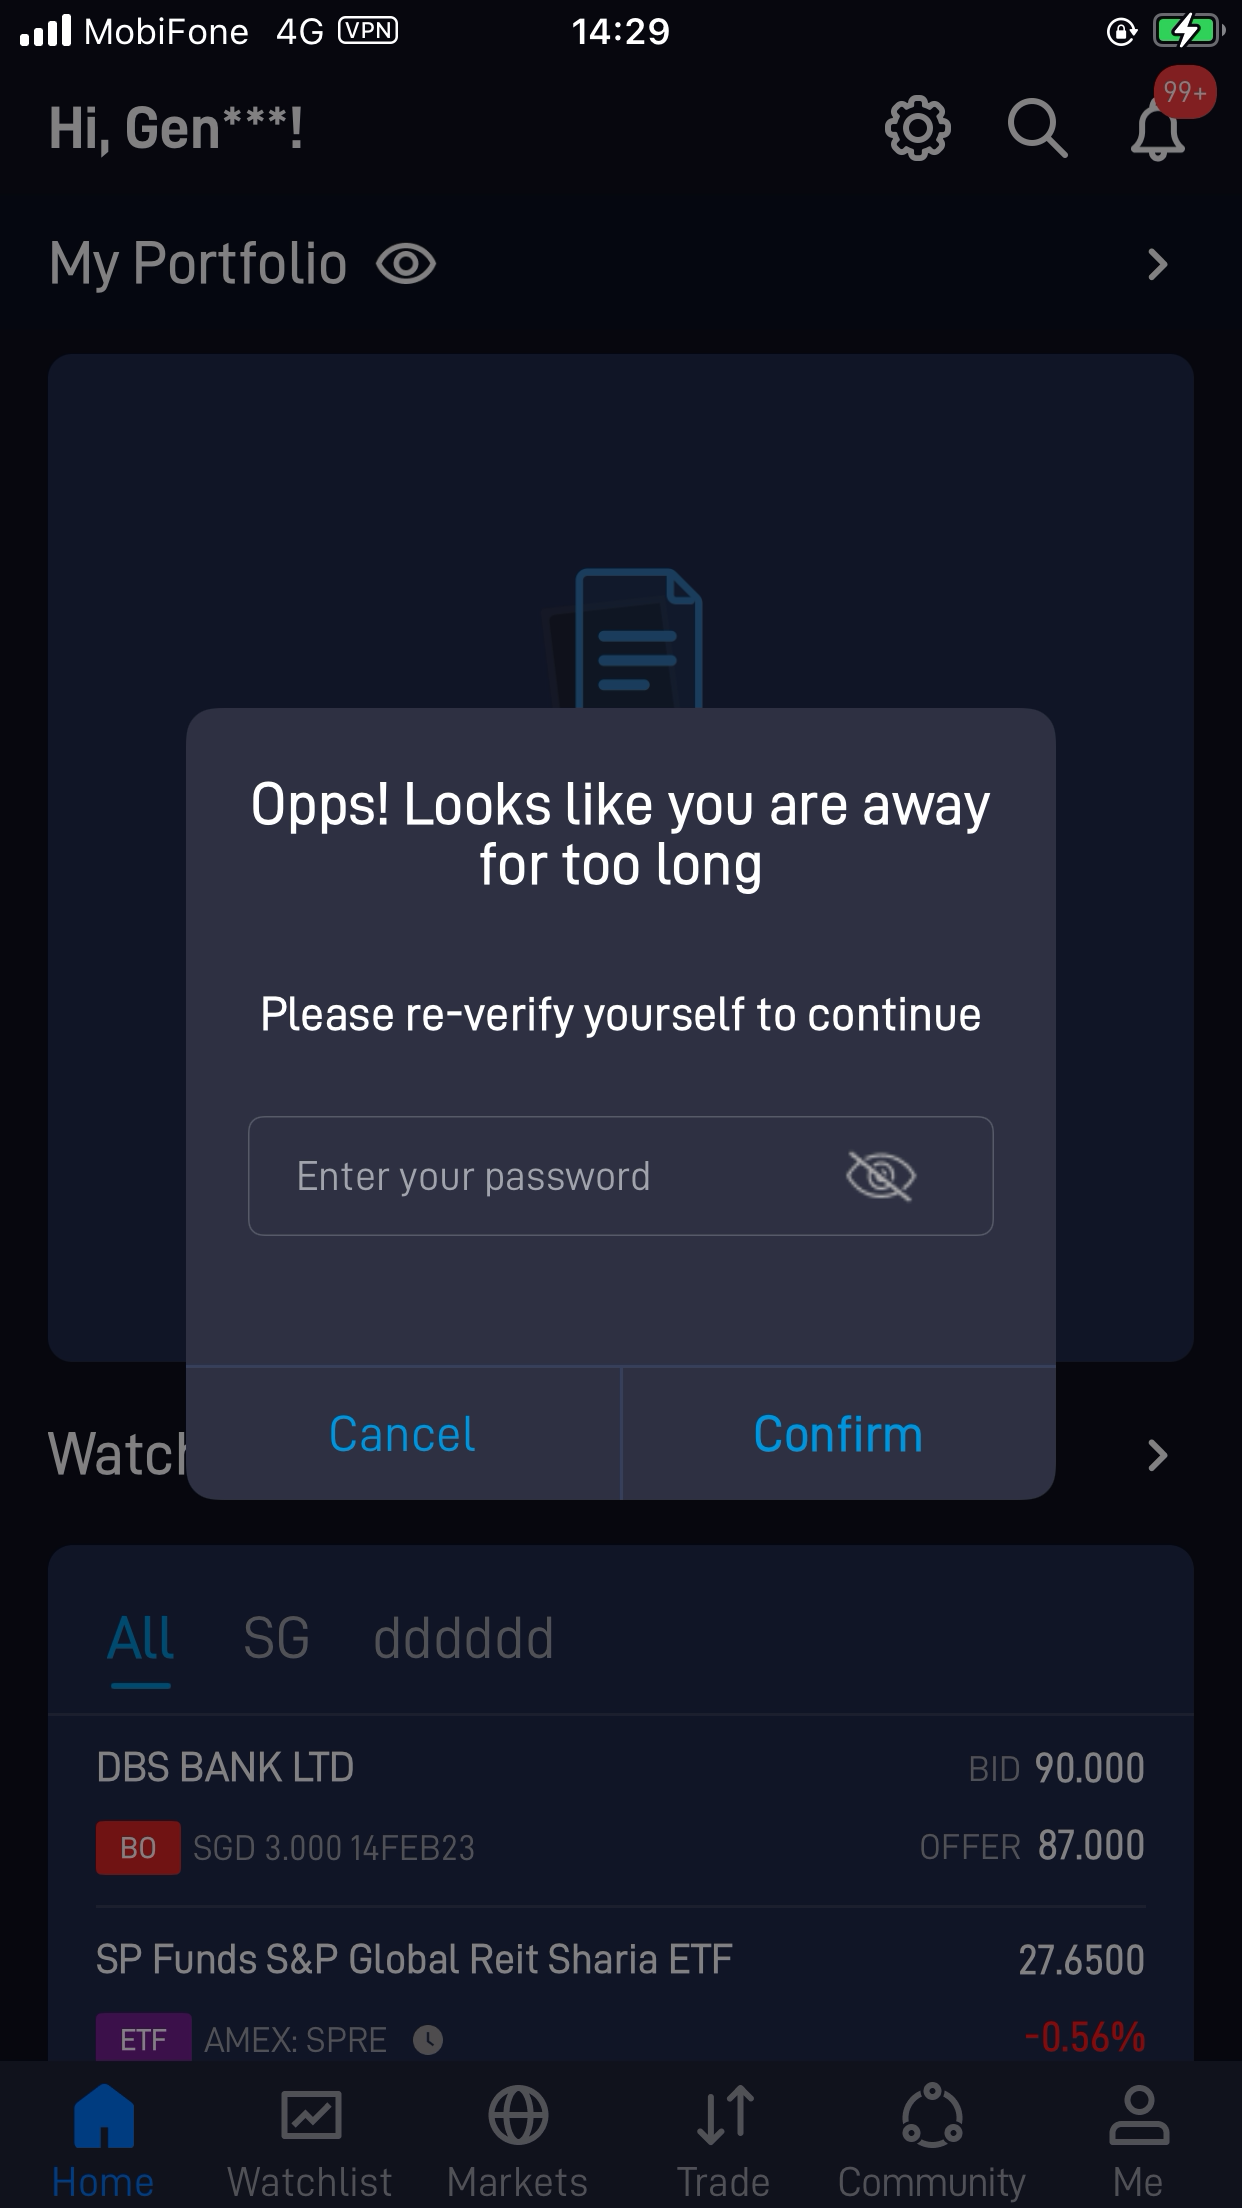 MobiFone 4G VPN 14:29
Hi, Gen***!
99+
My Portfolio
Opps! Looks like you are away
for too long
Please re-verify yourself to continue
Enter your password
Cancel
Confirm
Watch
All SG dddddd
DBS BANK LTD BID 90.000
BO SGD 3.000 14FEB23 OFFER 87.000
SP Funds S&P Global Reit Sharia ETF 27.6500
ETF AMEX: SPRE -0.56%
Home Watchlist Markets Trade Community Me